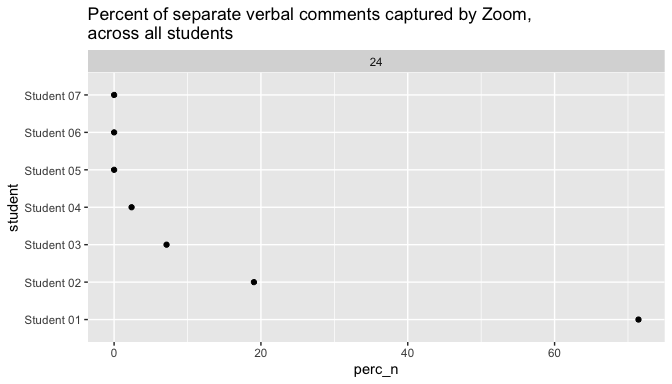 Percent of separate verbal comments captured by Zoom,
across all students
24
Student 07
Student 06
Student 05
Student 04
Student 03
Student 02
Student 01
student
0 20 40 60
perc_n